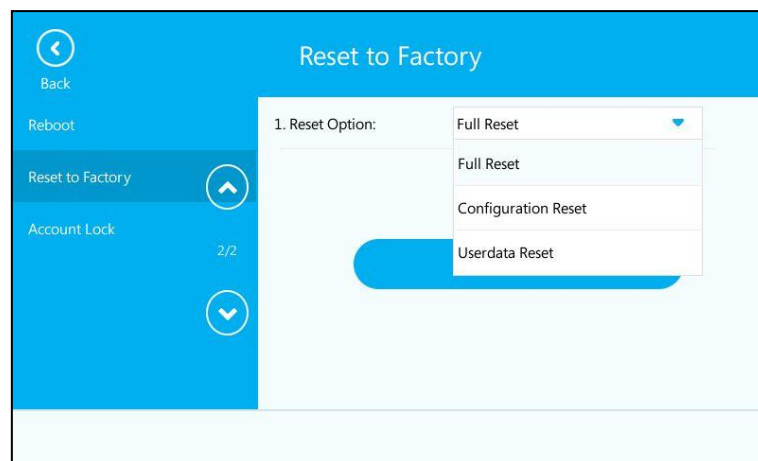 Reset to Factory
Back
Reboot
Reset to Factory
Account Lock
2/2
1. Reset Option:
Full Reset
Full Reset
Configuration Reset
Userdata Reset